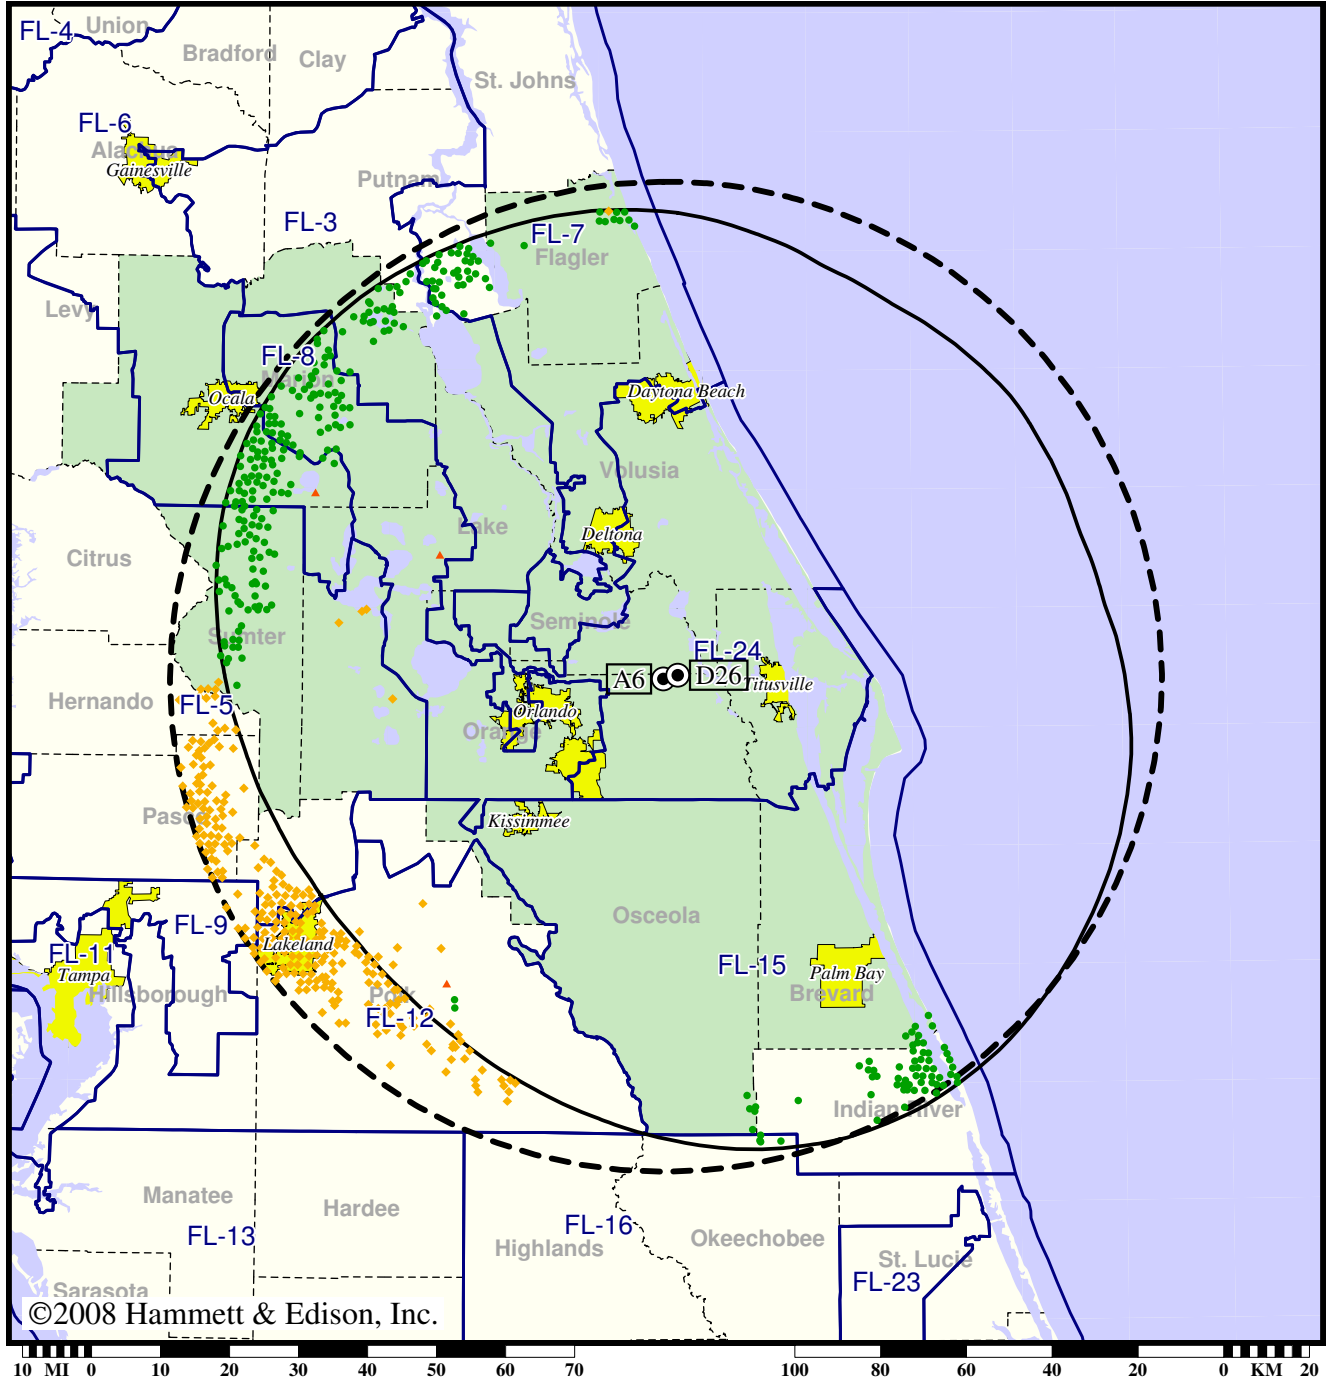 Union
FL-4
Bradford
Clay
St. Johns
FL-6
Alachua
Gainesville
Putnam
FL-3
FL-7
Flagler
Levy
FL-8
Marion
Ocala
Daytona Beach
Volusia
Lake
Deltona
Citrus
Seminole
Sumter
FL-24
A6
D26
Titusville
Hernando
FL-5
Orlando
Orange
Pasco
Kissimmee
Osceola
FL-9
Lakeland
FL-11
Tampa
FL-15
Palm Bay
Hillsborough
Polk
Brevard
FL-12
Indian River
Manatee
Hardee
FL-13
FL-16
Highlands
Okeechobee
St. Lucie
FL-23
Sarasota
©2008 Hammett & Edison, Inc.
10 MI 0 10 20 30 40 50 60 70 100 80 60 40 20 0 KM 20